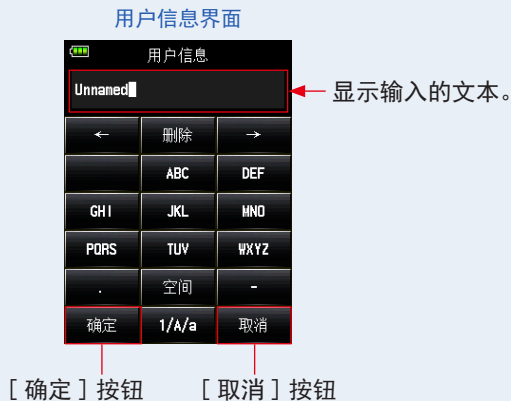 用户信息界面
用户信息
Unnamed
显示输入的文本。
← 删除 →
ABC DEF
GHI JKL MNO
PQRS TUV WXYZ
. 空间 -
确定 1/A/a 取消
[ 确定 ] 按钮 [ 取消 ] 按钮